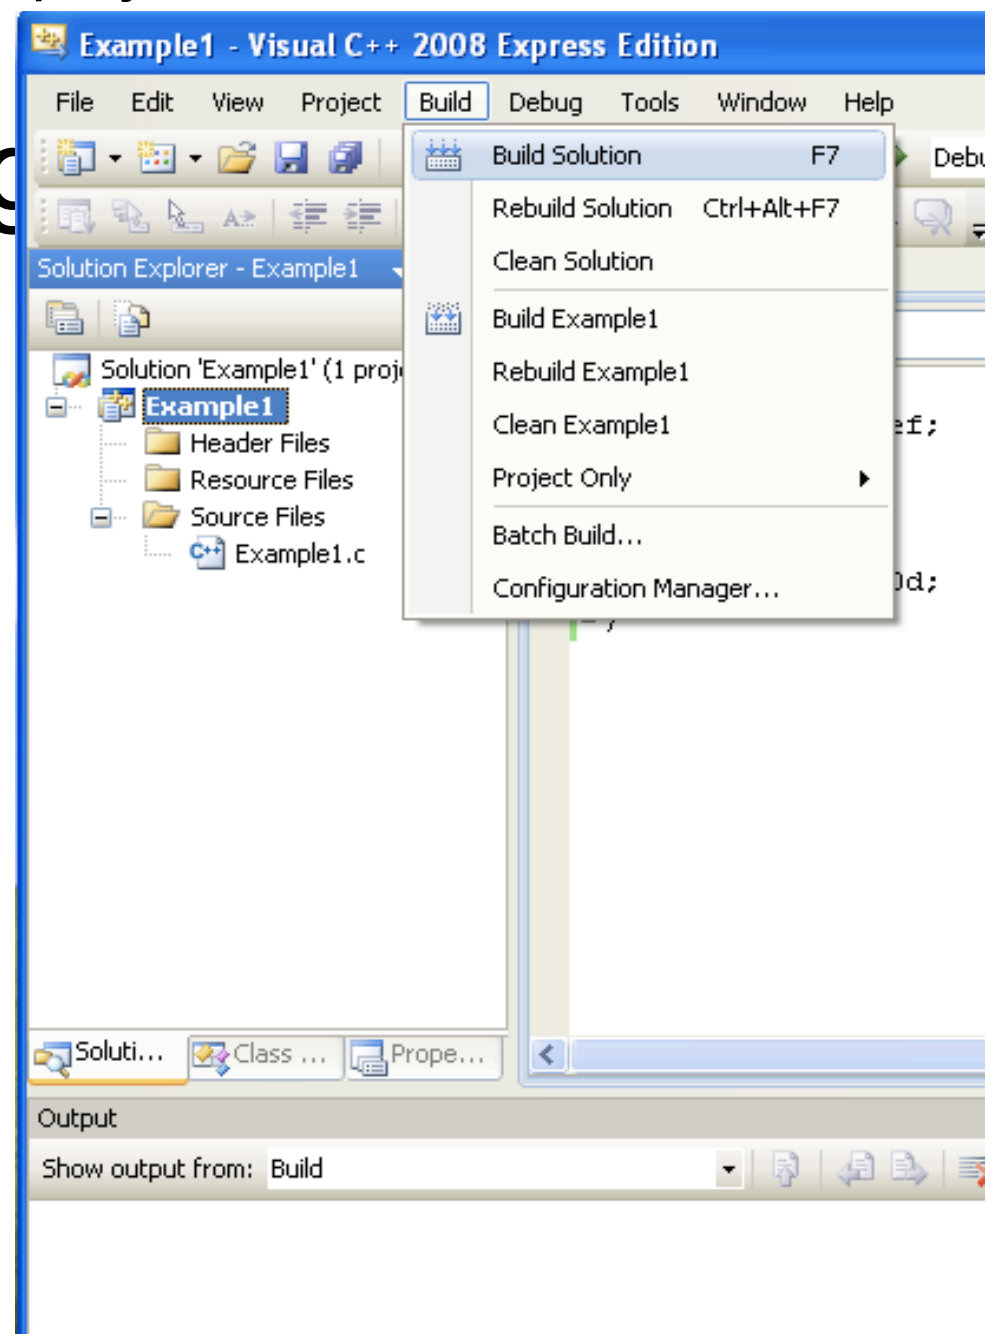 Example1 - Visual C++ 2008 Express Edition
File Edit View Project Build Debug Tools Window Help
Build Solution F7
Rebuild Solution Ctrl+Alt+F7
Clean Solution
Build Example1
Rebuild Example1
Clean Example1
Project Only
Batch Build...
Configuration Manager...
Debu
Solution Explorer - Example1
Solution 'Example1' (1 proj
Example1
Header Files
Resource Files
Source Files
Example1.c
ef;
0d;
Soluti... Class ... Prope...
Output
Show output from: Build